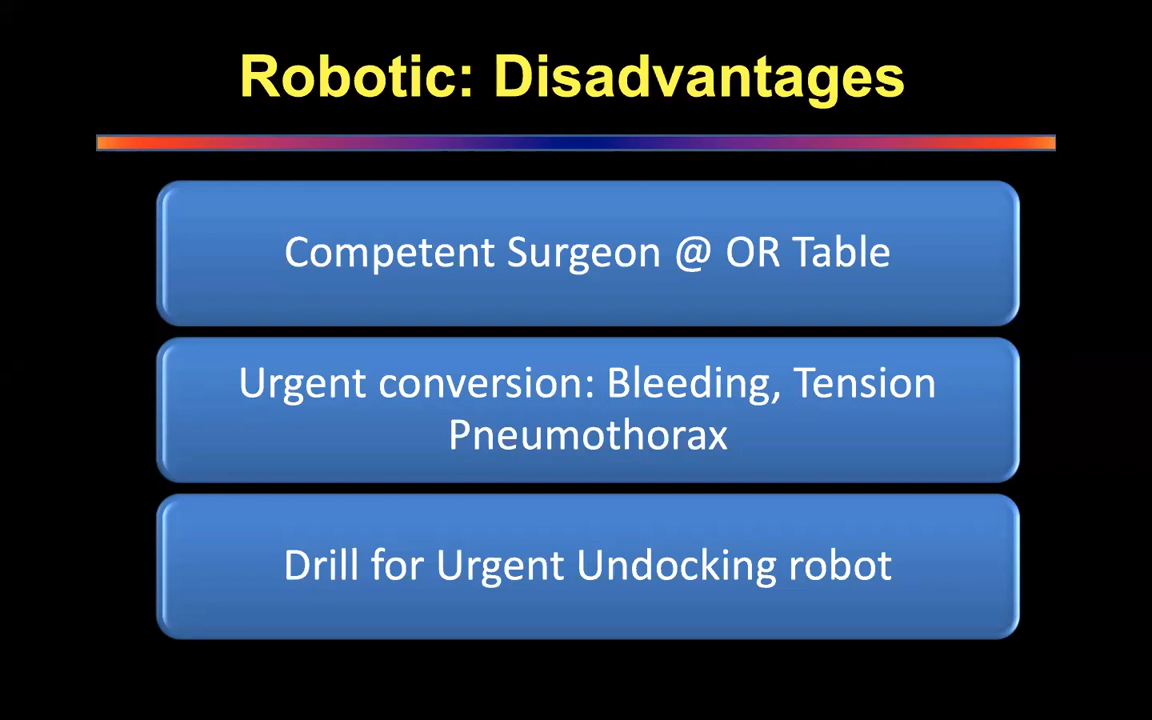 Robotic: Disadvantages
Competent Surgeon @ OR Table
Urgent conversion: Bleeding, Tension
Pneumothorax
Drill for Urgent Undocking robot